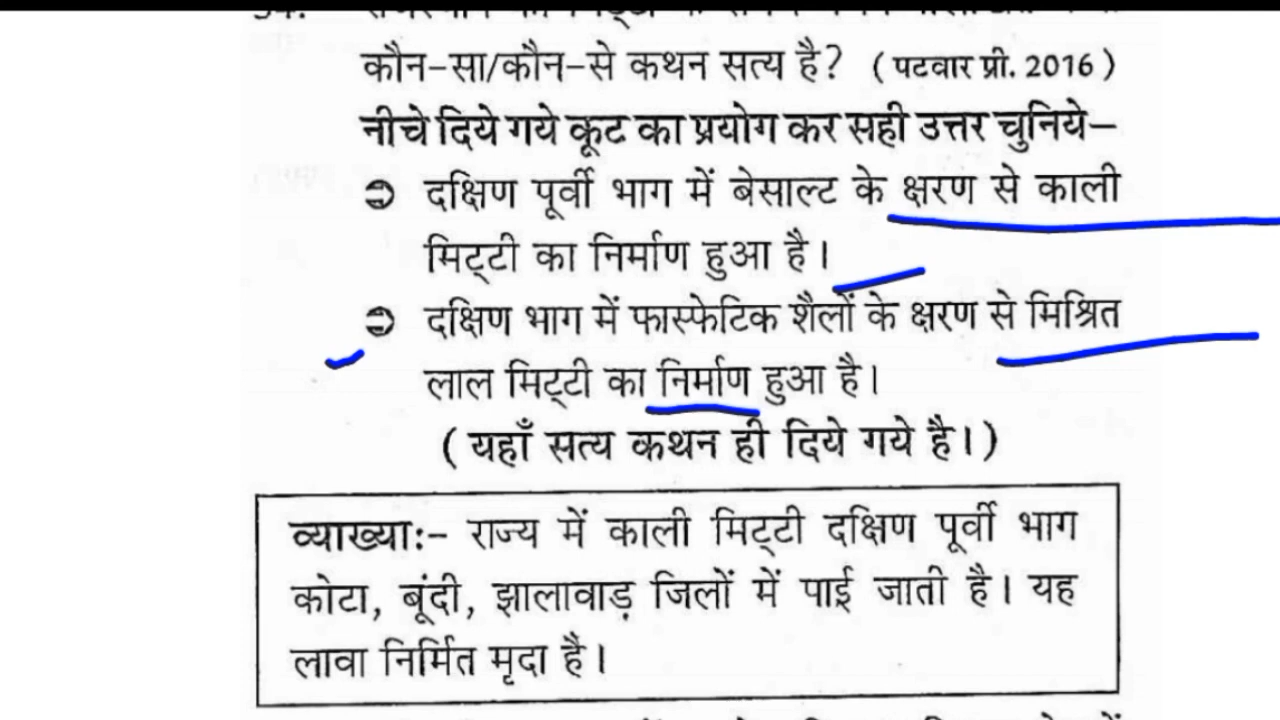 कौन-सा/कौन-से कथन सत्य है? (पटवार प्री. 2016)
नीचे दिये गये कूट का प्रयोग कर सही उत्तर चुनिये–
⊃ दक्षिण पूर्वी भाग में बेसाल्ट के क्षरण से काली
मिट्टी का निर्माण हुआ है।
⊃ दक्षिण भाग में फास्फेटिक शैलों के क्षरण से मिश्रित
लाल मिट्टी का निर्माण हुआ है।
(यहाँ सत्य कथन ही दिये गये है।)
व्याख्याः- राज्य में काली मिट्टी दक्षिण पूर्वी भाग
कोटा, बूंदी, झालावाड़ जिलों में पाई जाती है। यह
लावा निर्मित मृदा है।